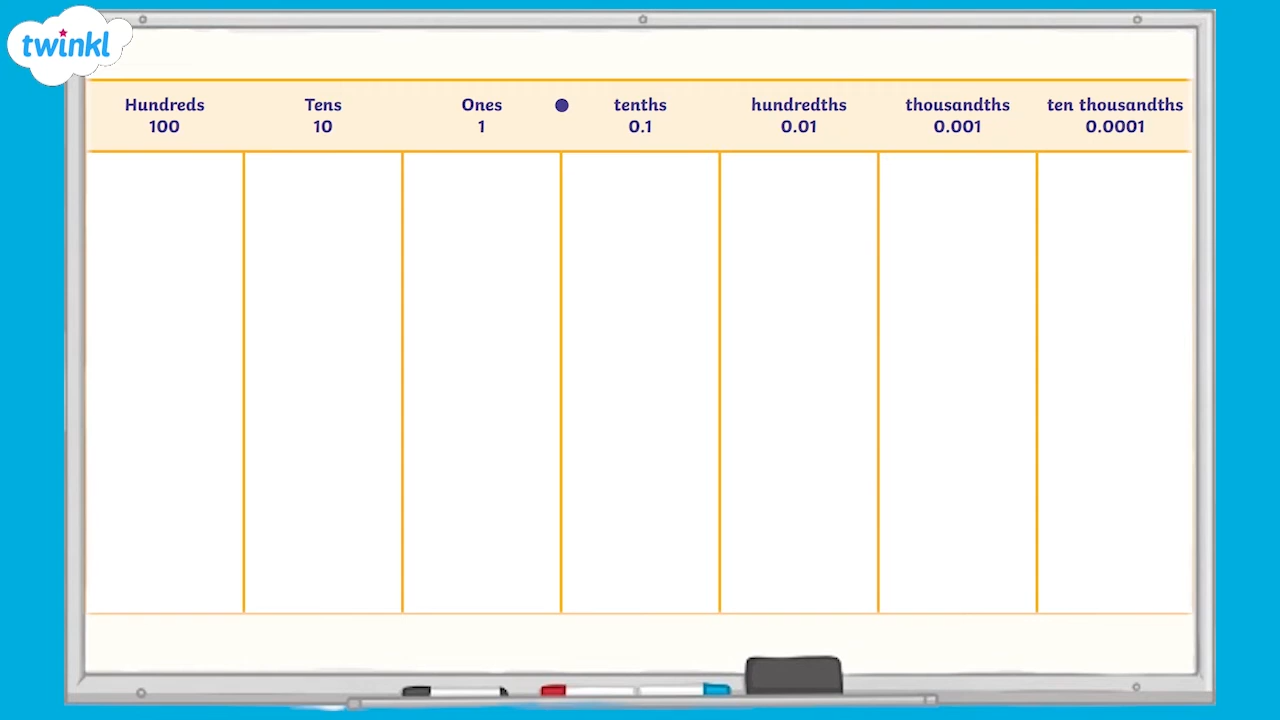 twinkl
Hundreds Tens Ones tenths hundredths thousandths ten thousandths
100 10 1 0.1 0.01 0.001 0.0001